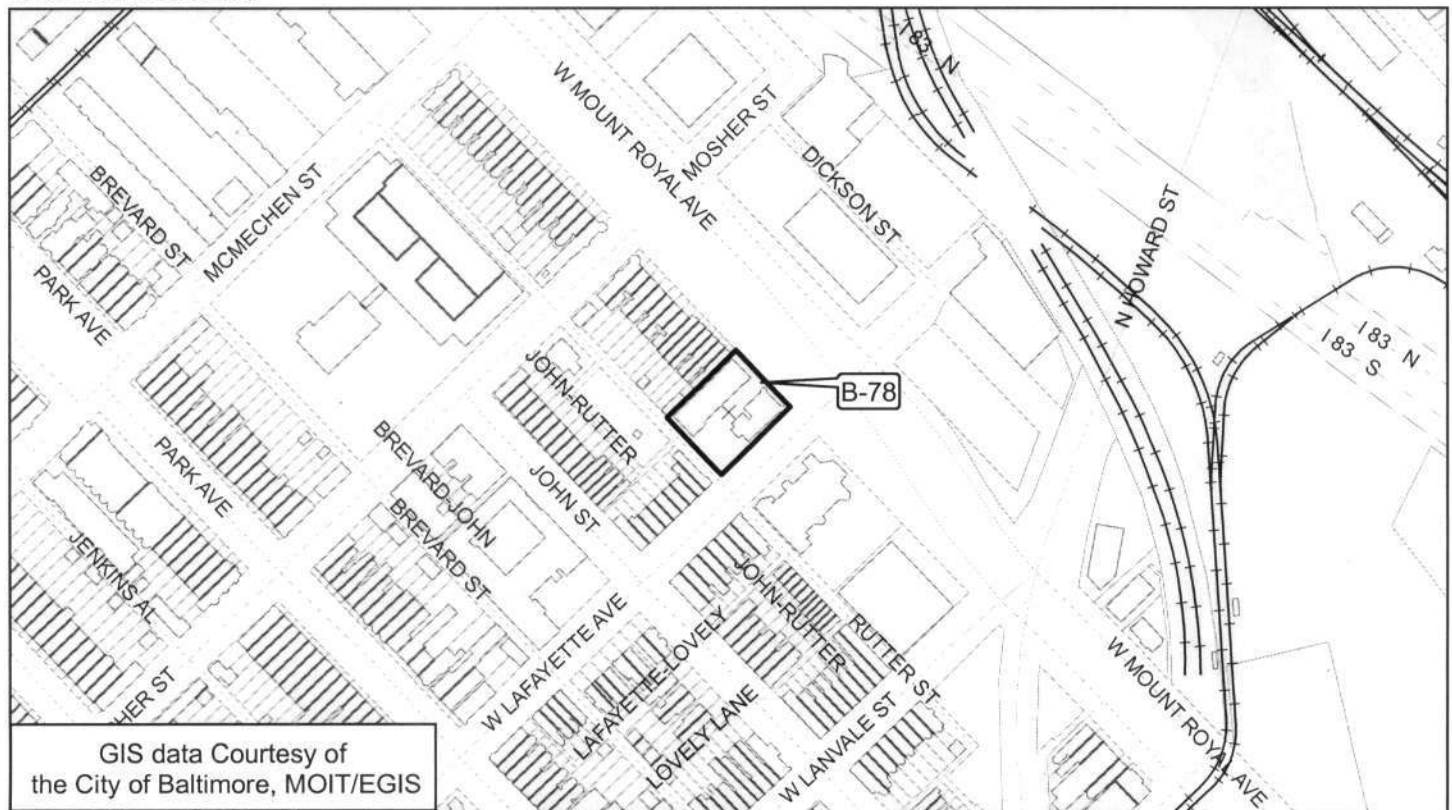 I 83 N
W MOUNT ROYAL AVE
MOSHER ST
DICKSON ST
BREVARD ST
MCMECHEN ST
PARK AVE
N HOWARD ST
I 83 N
I 83 S
B-78
JOHN-RUTTER
BREVARD-JOHN
JOHN ST
PARK AVE
BREVARD ST
JENKINS AL
JOHN-RUTTER
RUTTER ST
W LAFAYETTE AVE
LAFAYETTE-LOVELY
LOVELY LANE
W LANVALE ST
W MOUNT ROYAL AVE
HER ST
GIS data Courtesy of
the City of Baltimore, MOIT/EGIS